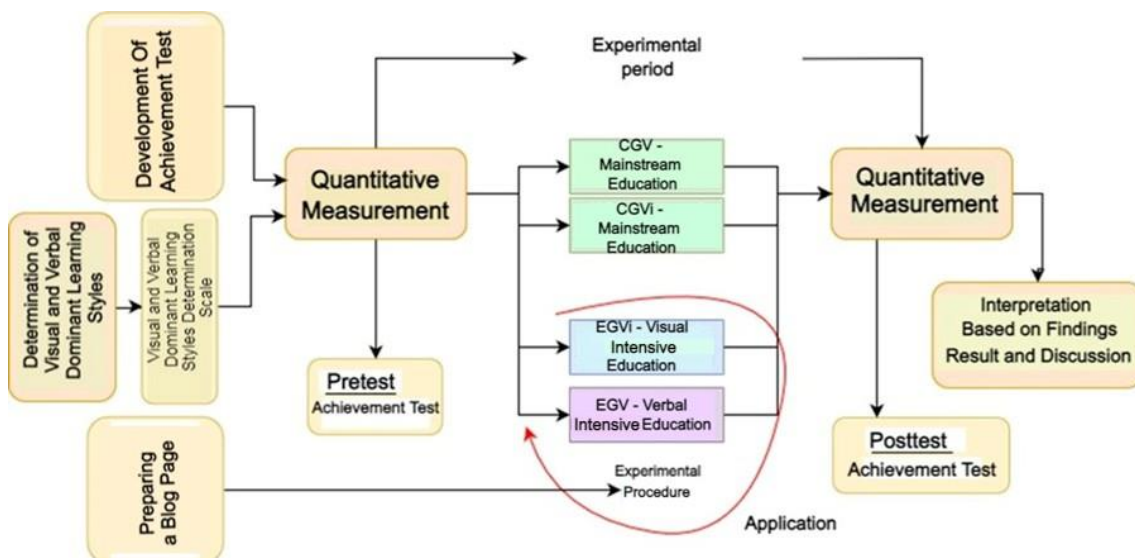 Development Of
Achievement Test
Determination of
Visual and Verbal
Dominant Learning
Styles
Visual and Verbal
Dominant Learning
Styles Determination
Scale
Preparing
a Blog Page
Quantitative
Measurement
Pretest
Achievement Test
Experimental
period
CGV -
Mainstream
Education
CGVi -
Mainstream
Education
EGVi - Visual
Intensive
Education
EGV - Verbal
Intensive Education
Experimental
Procedure
Application
Quantitative
Measurement
Posttest
Achievement Test
Interpretation
Based on Findings
Result and Discussion